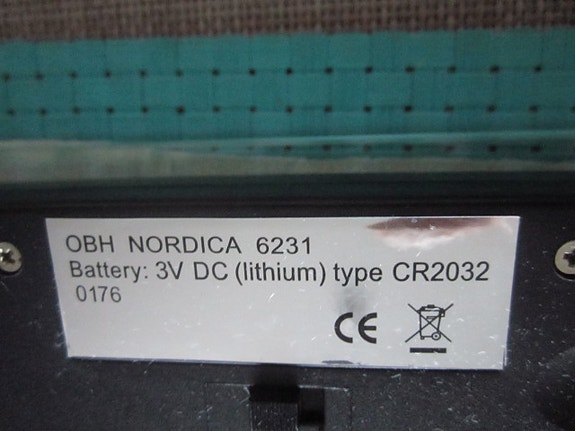 OBH NORDICA 6231
Battery: 3V DC (lithium) type CR2032
0176
CE